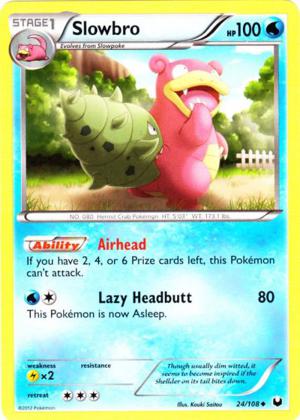 STAGE1 Slowbro HP100
Evolves from Slowpoke
NO. 080 Hermit Crab Pokémon HT: 5'03" WT: 173.1 lbs.
Ability Airhead
If you have 2, 4, or 6 Prize cards left, this Pokémon
can't attack.
Lazy Headbutt 80
This Pokémon is now Asleep.
weakness resistance
×2
retreat
Though usually dim witted, it
seems to become inspired if the
Shellder on its tail bites down.
Illus. Kouki Saitou
24/108
©2012 Pokémon